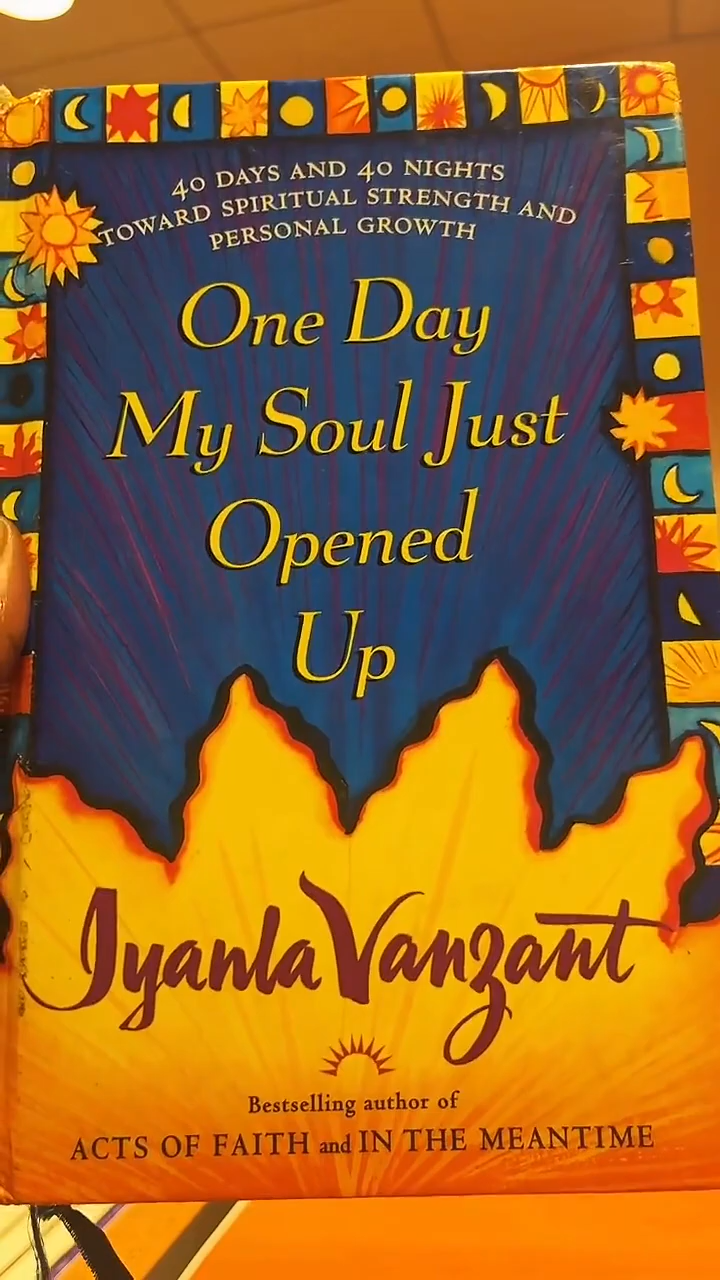 40 DAYS AND 40 NIGHTS
TOWARD SPIRITUAL STRENGTH AND
PERSONAL GROWTH
One Day
My Soul Just
Opened
Up
Iyanla Vanzant
Bestselling author of
ACTS OF FAITH and IN THE MEANTIME